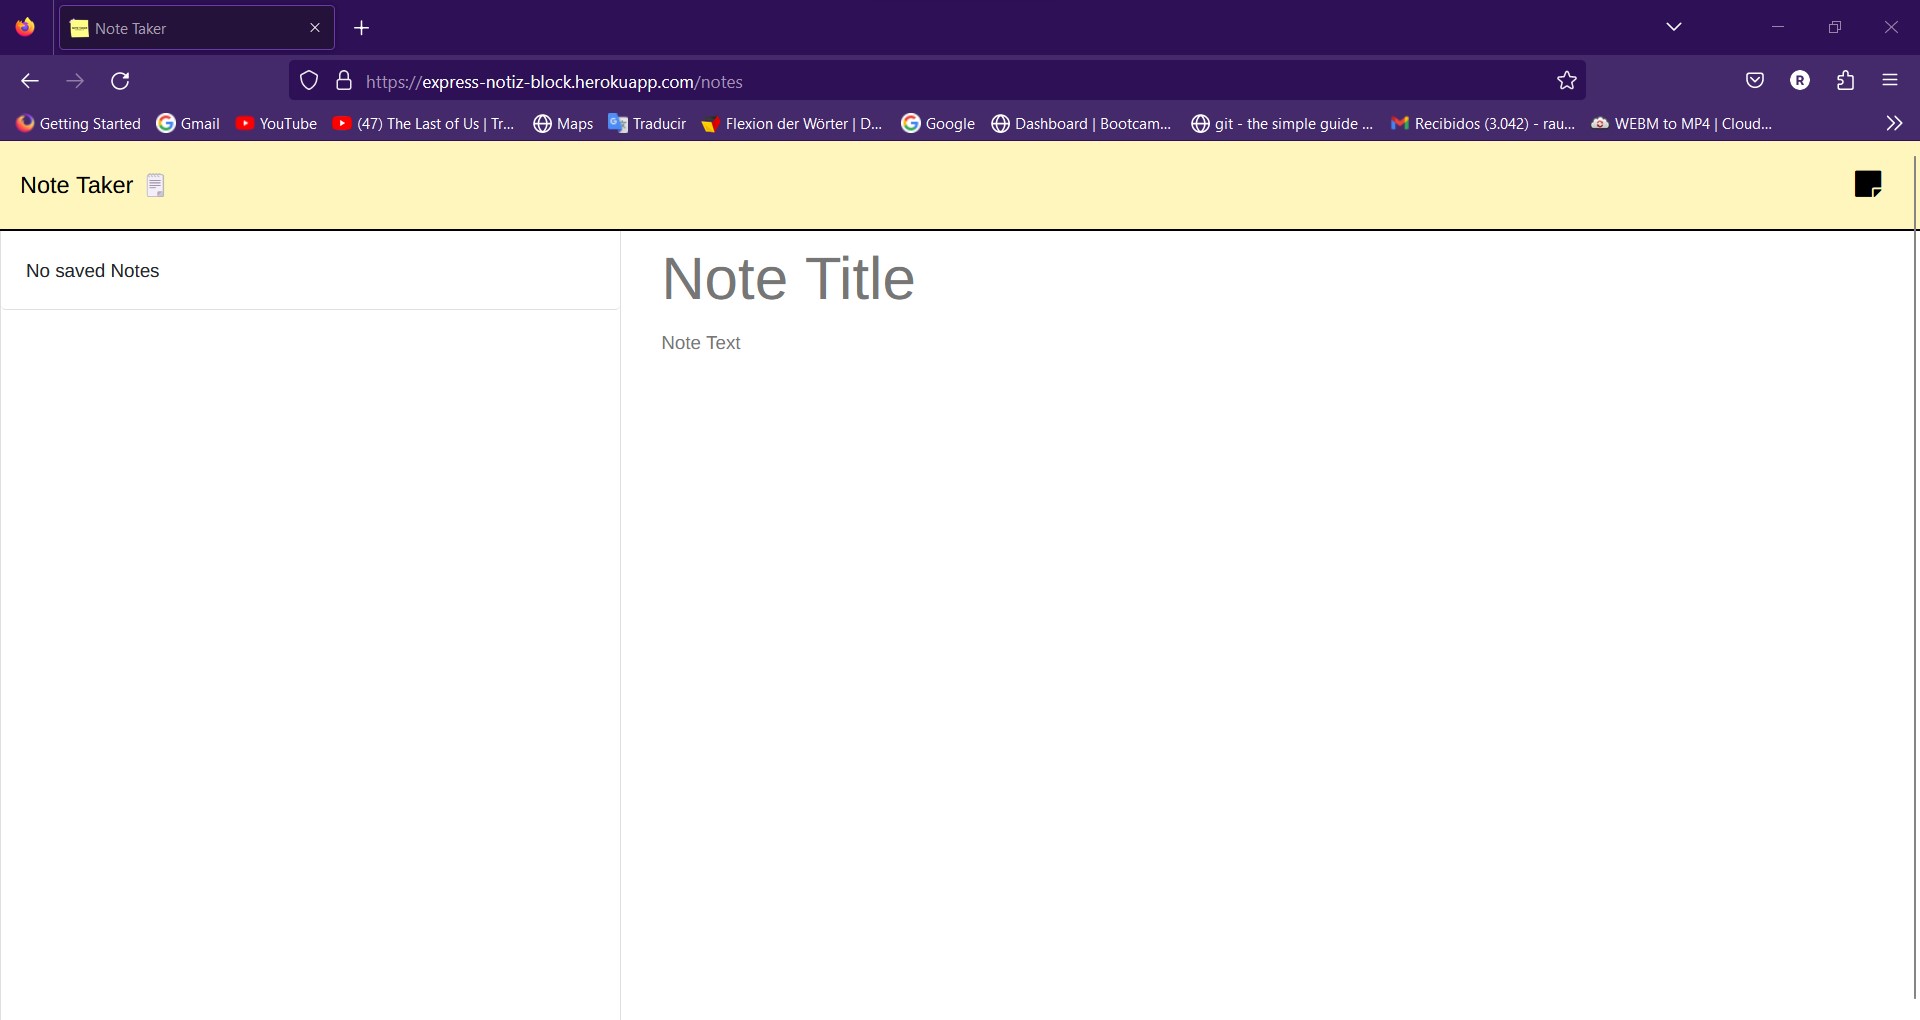 Note Taker
https://express-notiz-block.herokuapp.com/notes
R
Getting Started Gmail YouTube (47) The Last of Us | Tr... Maps Traducir Flexion der Wörter | D... Google Dashboard | Bootcam... git - the simple guide ... Recibidos (3.042) - rau... WEBM to MP4 | Cloud...
Note Taker
No saved Notes
Note Title
Note Text